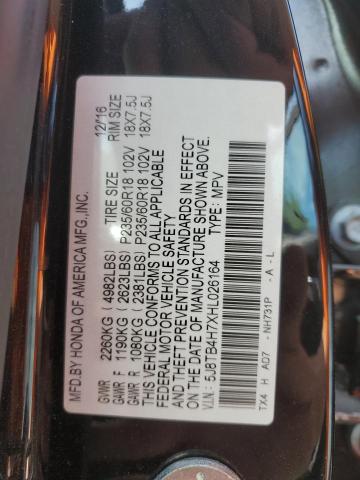 MFD.BY HONDA OF AMERICA MFG.,INC. 12/16
TIRE SIZE RIM SIZE
GVWR 2260KG (4982LBS)
GAWR F 1190KG (2623LBS) P235/60R18 102V 18X7.5J
GAWR R 1080KG (2381LBS) P235/60R18 102V 18X7.5J
THIS VEHICLE CONFORMS TO ALL APPLICABLE
FEDERAL MOTOR VEHICLE SAFETY
AND THEFT PREVENTION STANDARDS IN EFFECT
ON THE DATE OF MANUFACTURE SHOWN ABOVE.
V.I.N.: 5J8TB4H7XHL026164 TYPE: MPV
TX4 H AD7 - NH731P - A - L